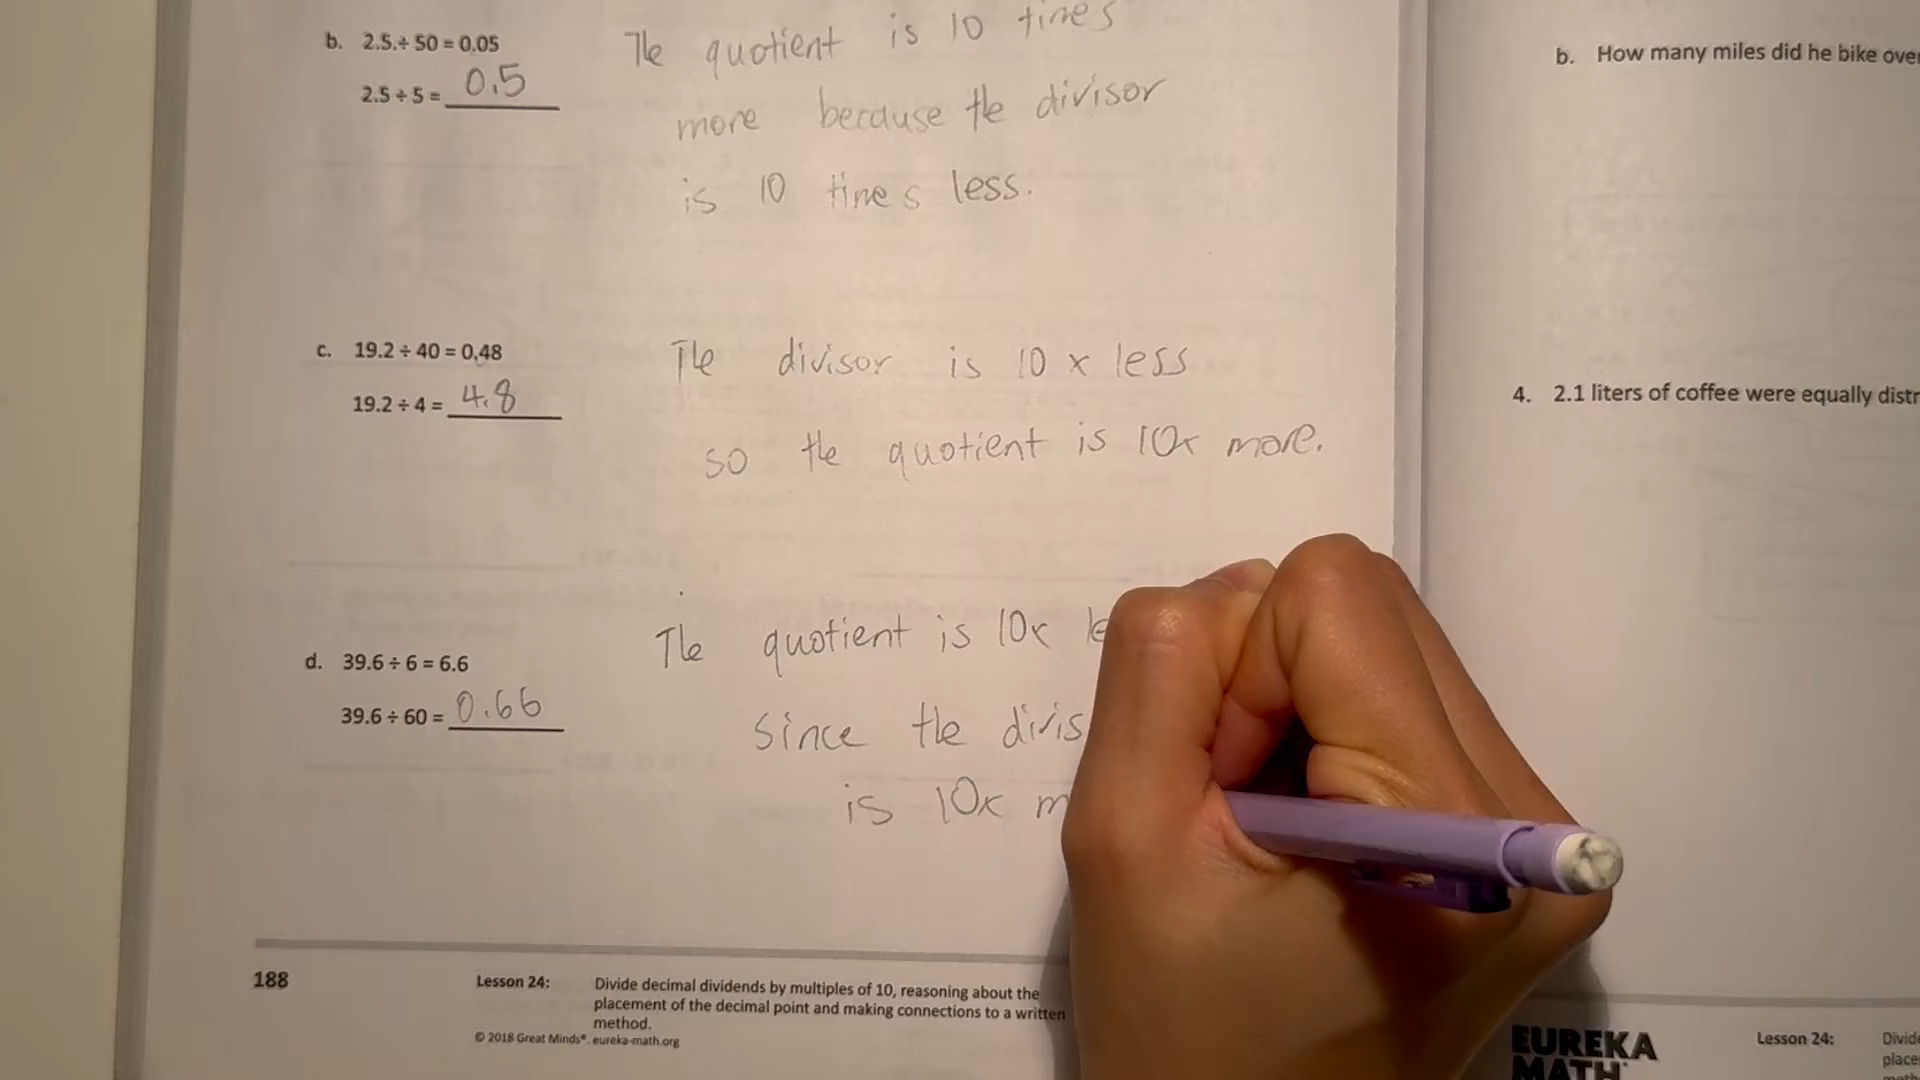 b. 2.5.÷ 50 = 0.05
2.5 ÷ 5 = 0.5
The quotient is 10 times
more because the divisor
is 10 times less.
c. 19.2 ÷ 40 = 0.48
19.2 ÷ 4 = 4.8
The divisor is 10 x less
so the quotient is 10x more.
d. 39.6 ÷ 6 = 6.6
39.6 ÷ 60 = 0.66
The quotient is 10x
since the
is 10x
188
Lesson 24: Divide decimal dividends by multiples of 10, reasoning about the
placement of the decimal point and making connections to a written
method.
© 2018 Great Minds®. eureka-math.org
b. How many miles did he bike
4. 2.1 liters of coffee were equally
EUREKA
MATH
Lesson 24: